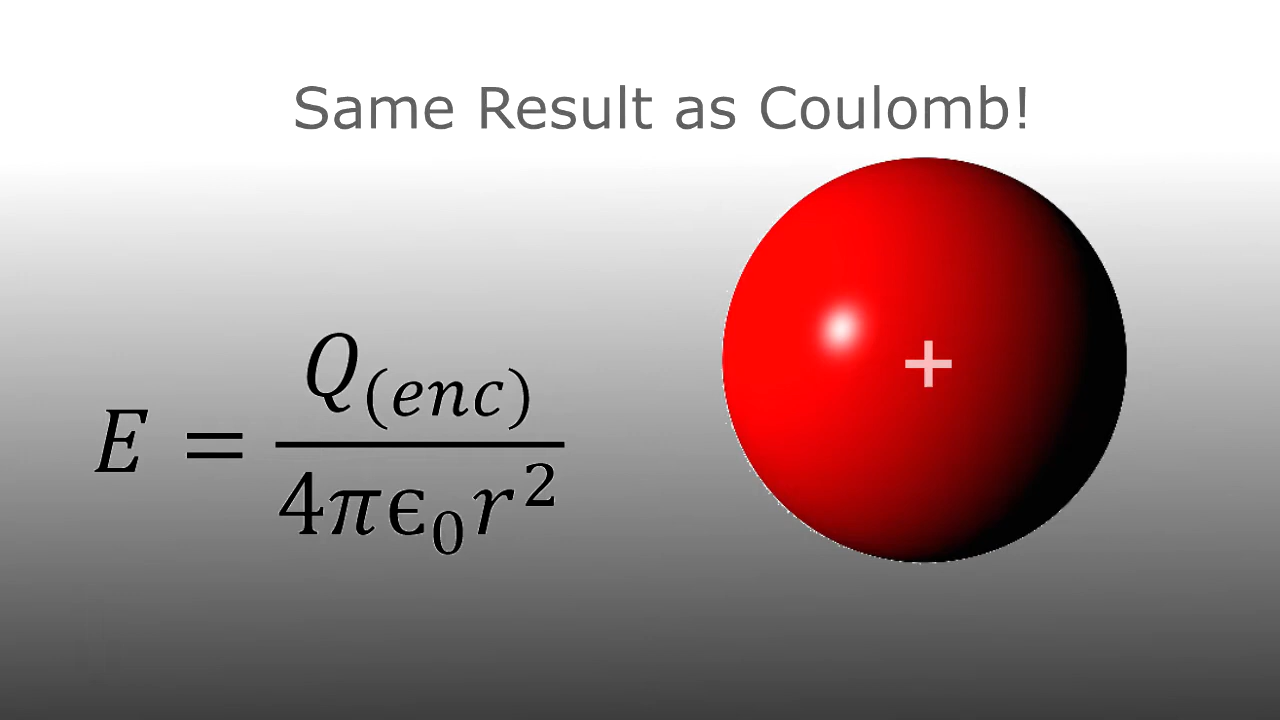 Same Result as Coulomb!
E = Q₍enc₎ / 4πϵ₀r²
+